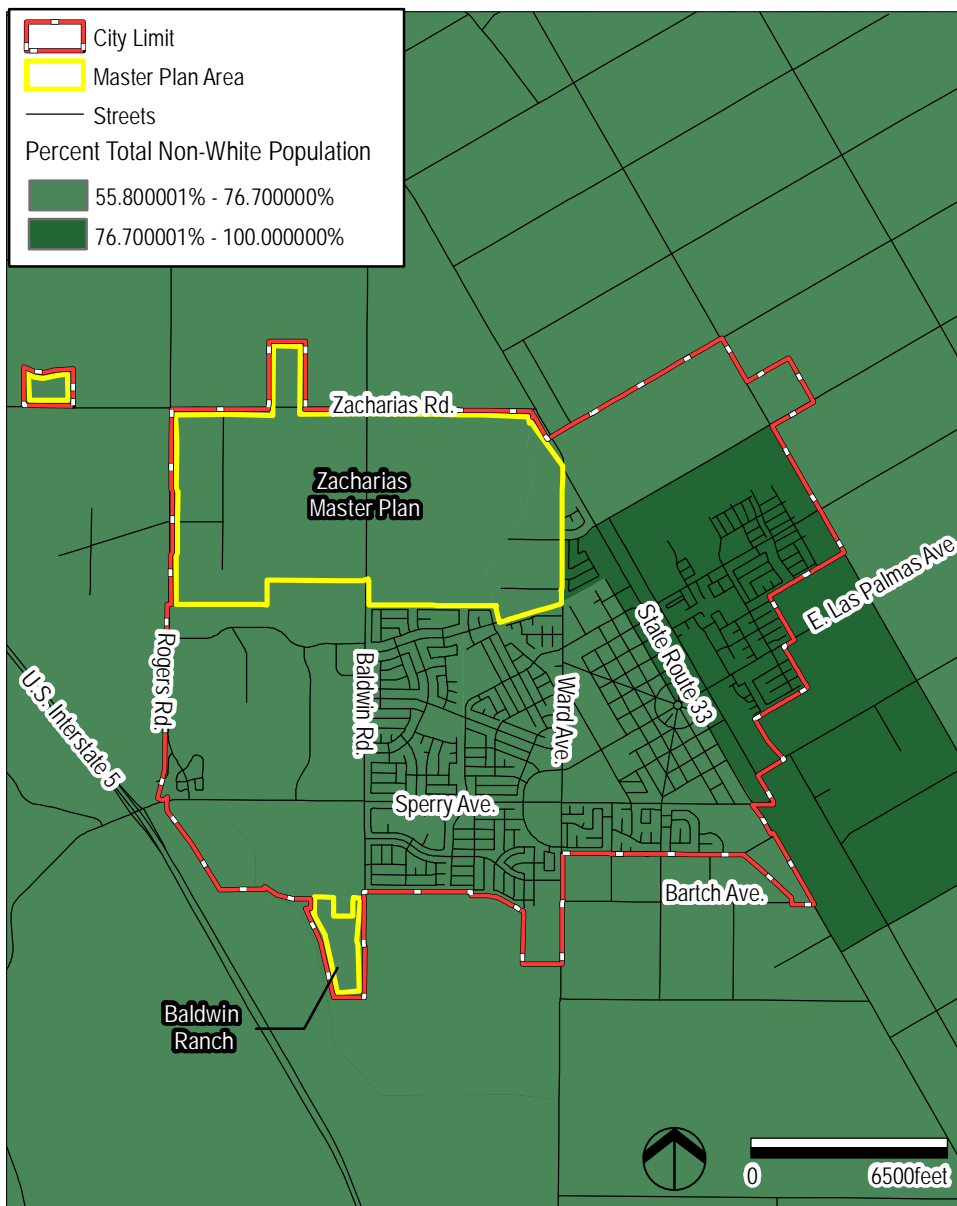 City Limit
Master Plan Area
Streets
Percent Total Non-White Population
55.800001% - 76.700000%
76.700001% - 100.000000%
Zacharias Rd.
Zacharias
Master Plan
E. Las Palmas Ave
State Route 33
Rogers Rd.
Baldwin Rd.
Ward Ave.
U.S. Interstate 5
Sperry Ave.
Bartch Ave.
Baldwin
Ranch
0
6500feet